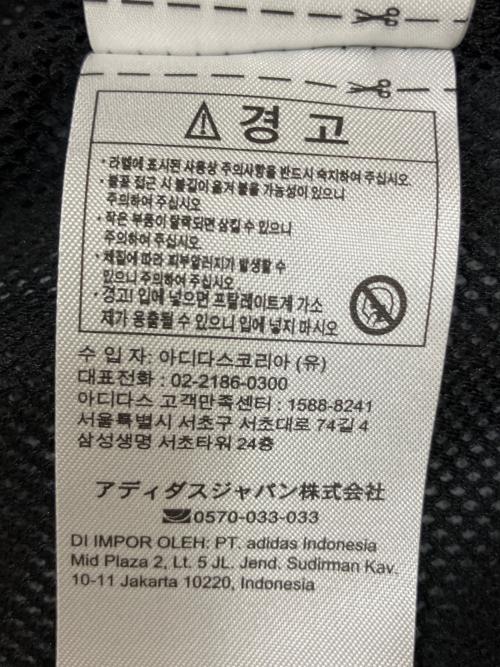 경 고
· 라벨에 표시된 사용상 주의사항을 반드시 숙지하여 주십시오.
· 불꽃 접근 시 불길이 옮겨 붙을 가능성이 있으니
주의하여 주십시오
· 작은 부품이 탈락되면 삼킬 수 있으니
주의하여 주십시오.
· 체질에 따라 피부알러지가 발생할 수
있으니 주의하여 주십시오.
· 경고! 입에 넣으면 프탈레이트계 가소
제가 용출될 수 있으니 입에 넣지 마시오
수 입 자: 아디다스코리아 (유)
대표전화 : 02-2186-0300
아디다스 고객만족센터 : 1588-8241
서울특별시 서초구 서초대로 74길 4
삼성생명 서초타워 24층
アディダスジャパン株式会社
0570-033-033
DI IMPOR OLEH: PT. adidas Indonesia
Mid Plaza 2, Lt. 5 JL. Jend. Sudirman Kav.
10-11 Jakarta 10220, Indonesia